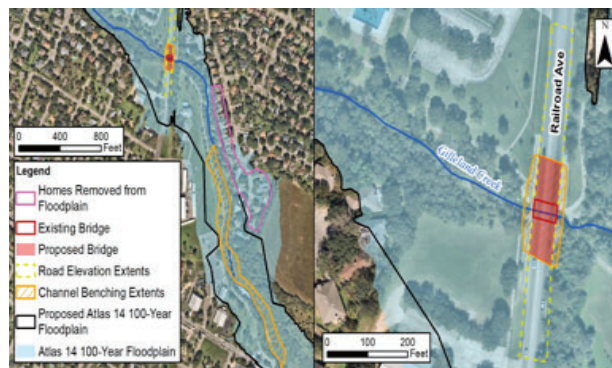 0 400 800
Feet
Legend
Homes Removed from
Floodplain
Existing Bridge
Proposed Bridge
Road Elevation Extents
Channel Benching Extents
Proposed Atlas 14 100-Year
Floodplain
Atlas 14 100-Year Floodplain
N
Railroad Ave
Gilleland Creek
0 100 200
Feet